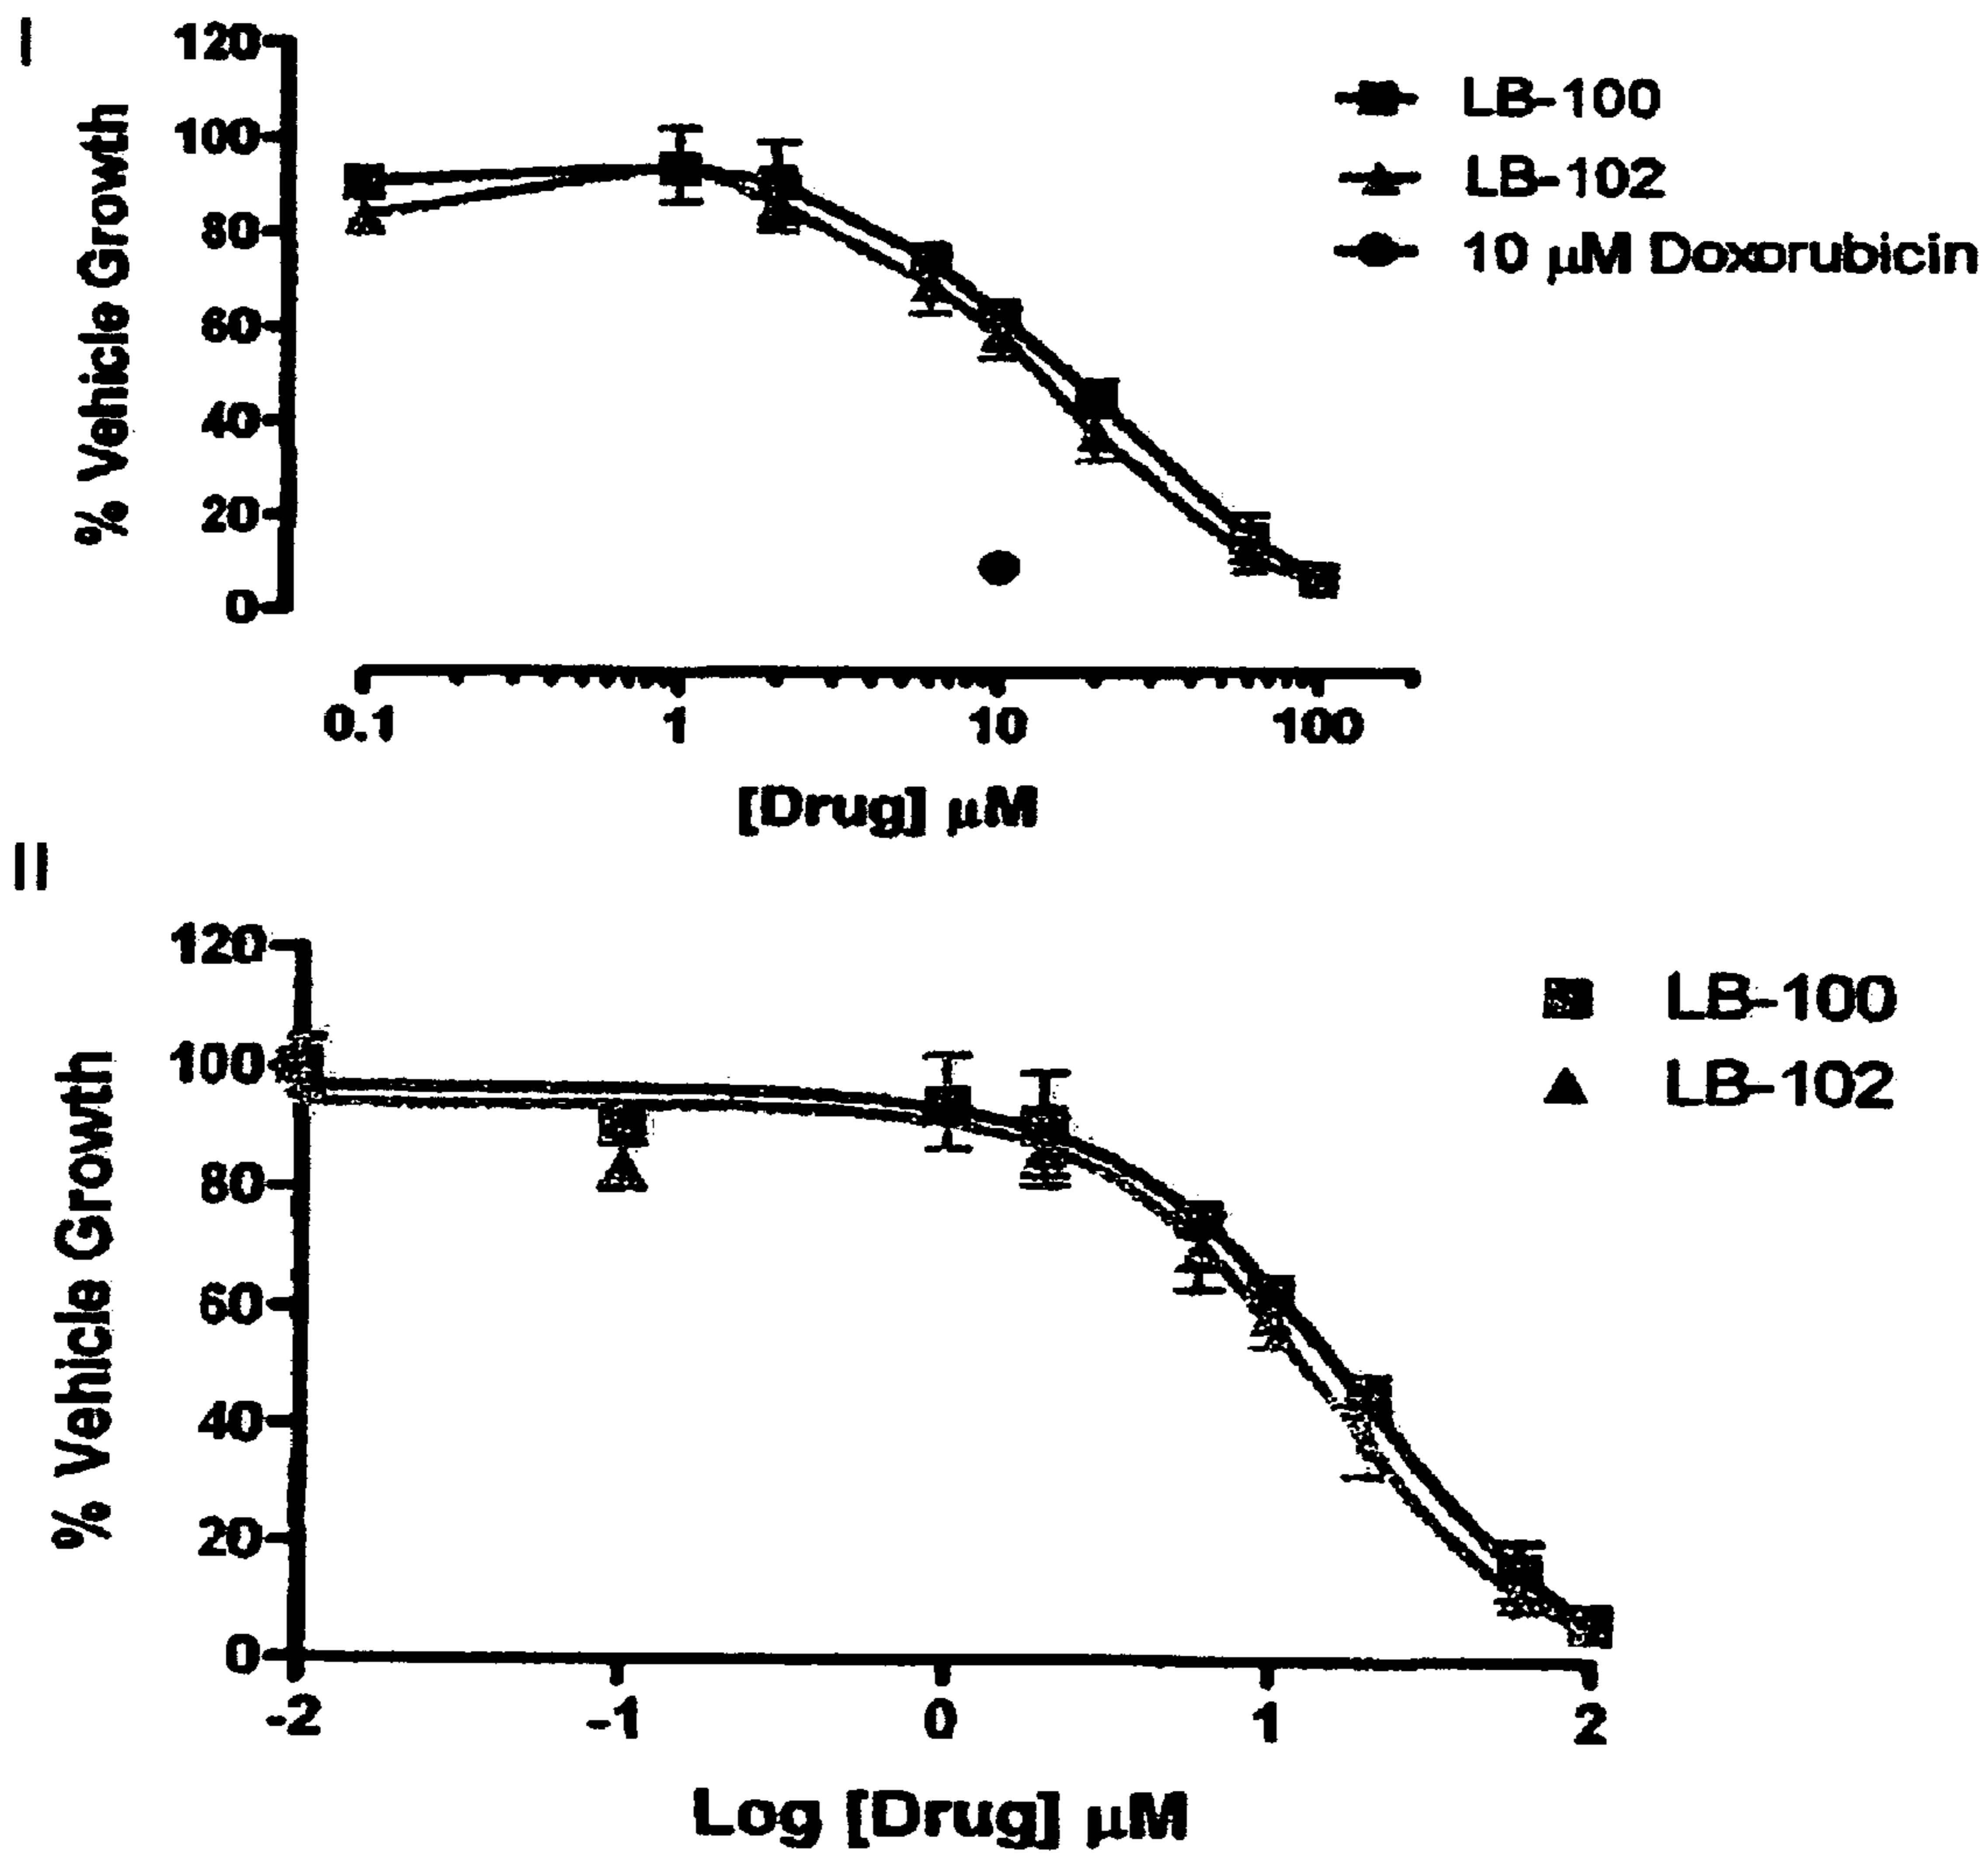 I
120
100
80
60
40
20
0
% Vehicle Growth
LB-100
LB-102
10 μM Doxorubicin
0.1 1 10 100
[Drug] μM
II
120
100
80
60
40
20
0
% Vehicle Growth
LB-100
LB-102
-2 -1 0 1 2
Log [Drug] μM